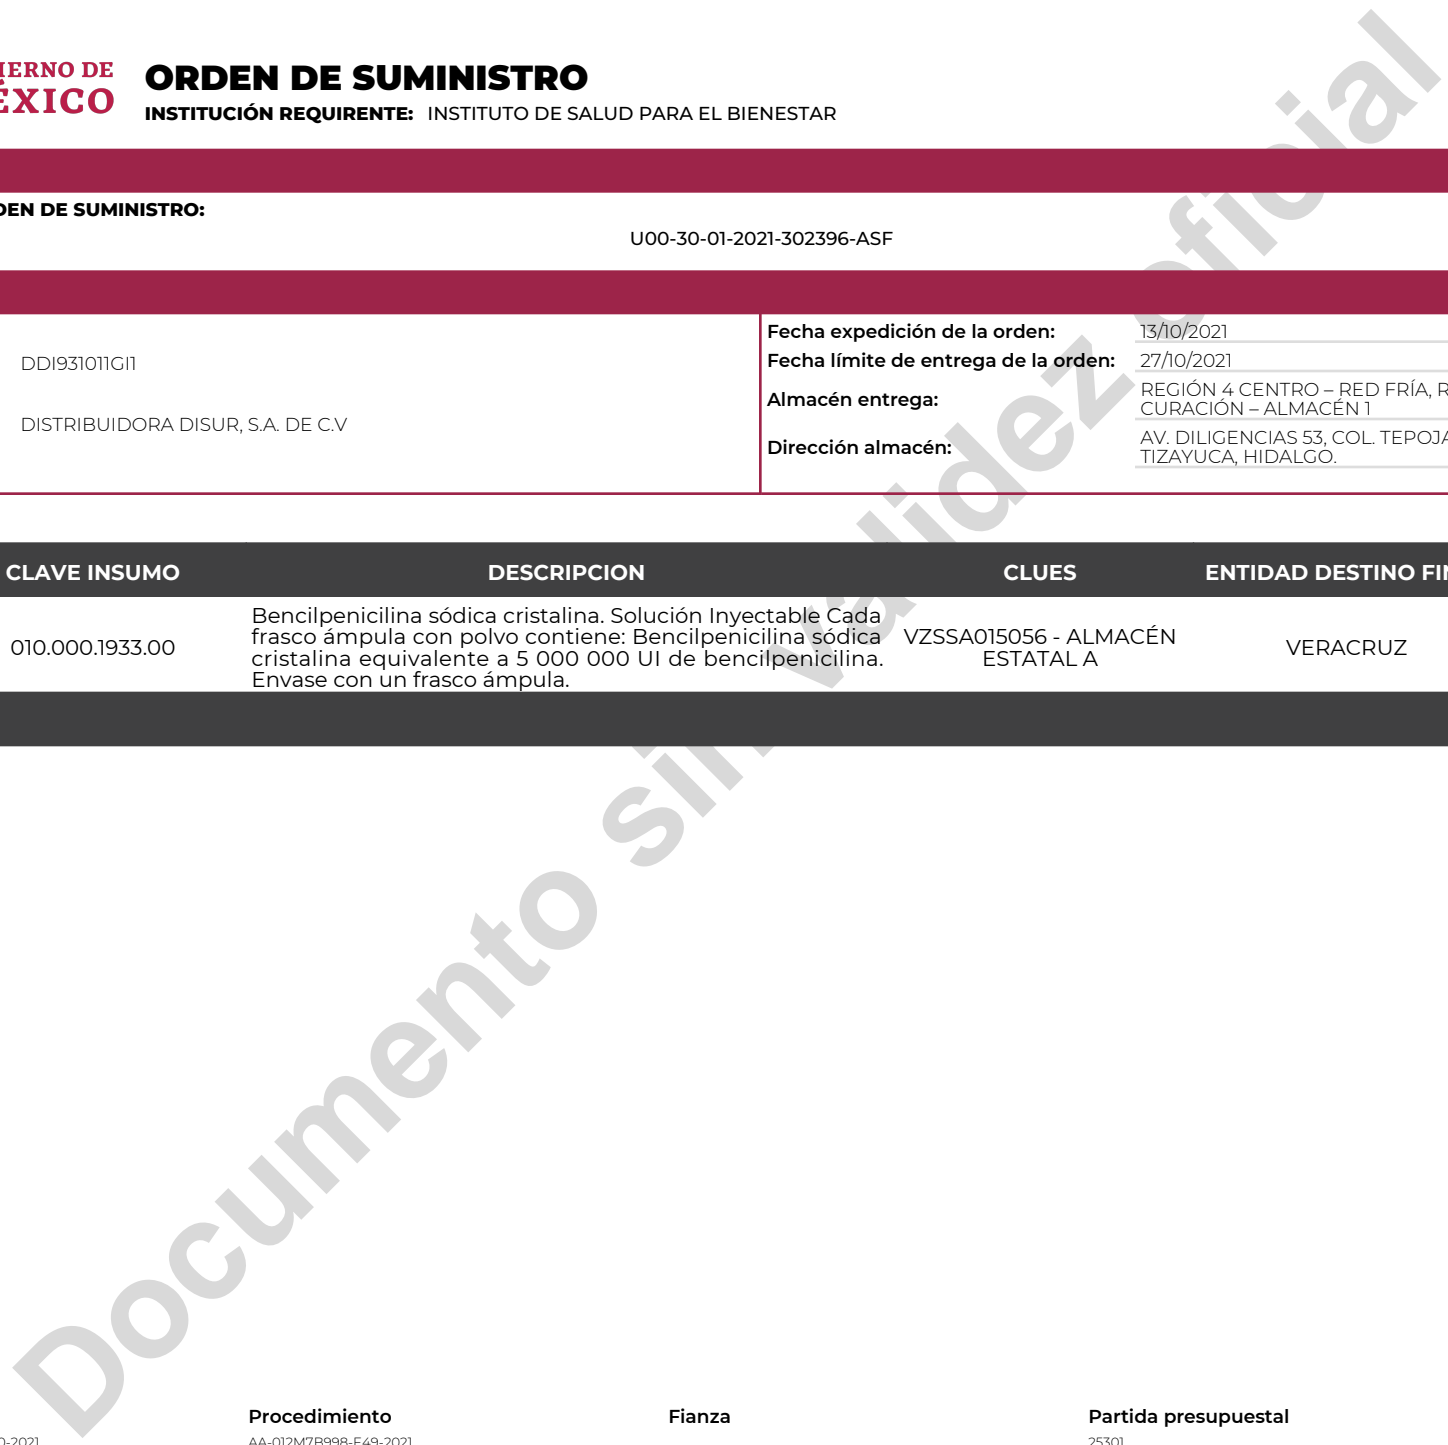 IERNO DE
ÉXICO
ORDEN DE SUMINISTRO
INSTITUCIÓN REQUIRENTE: INSTITUTO DE SALUD PARA EL BIENESTAR
DEN DE SUMINISTRO:
U00-30-01-2021-302396-ASF
DDI931011GI1
DISTRIBUIDORA DISUR, S.A. DE C.V
Fecha expedición de la orden: 13/10/2021
Fecha límite de entrega de la orden: 27/10/2021
Almacén entrega: REGIÓN 4 CENTRO – RED FRÍA, R
CURACIÓN – ALMACÉN 1
Dirección almacén: AV. DILIGENCIAS 53, COL. TEPOJA
TIZAYUCA, HIDALGO.
CLAVE INSUMO DESCRIPCION CLUES ENTIDAD DESTINO FIN
010.000.1933.00
Bencilpenicilina sódica cristalina. Solución Inyectable Cada
frasco ámpula con polvo contiene: Bencilpenicilina sódica
cristalina equivalente a 5 000 000 UI de bencilpenicilina.
Envase con un frasco ámpula.
VZSSA015056 - ALMACÉN
ESTATAL A
VERACRUZ
Documento sin validez oficial
Procedimiento Fianza Partida presupuestal
0-2021 AA-012M7B998-E49-2021 25301